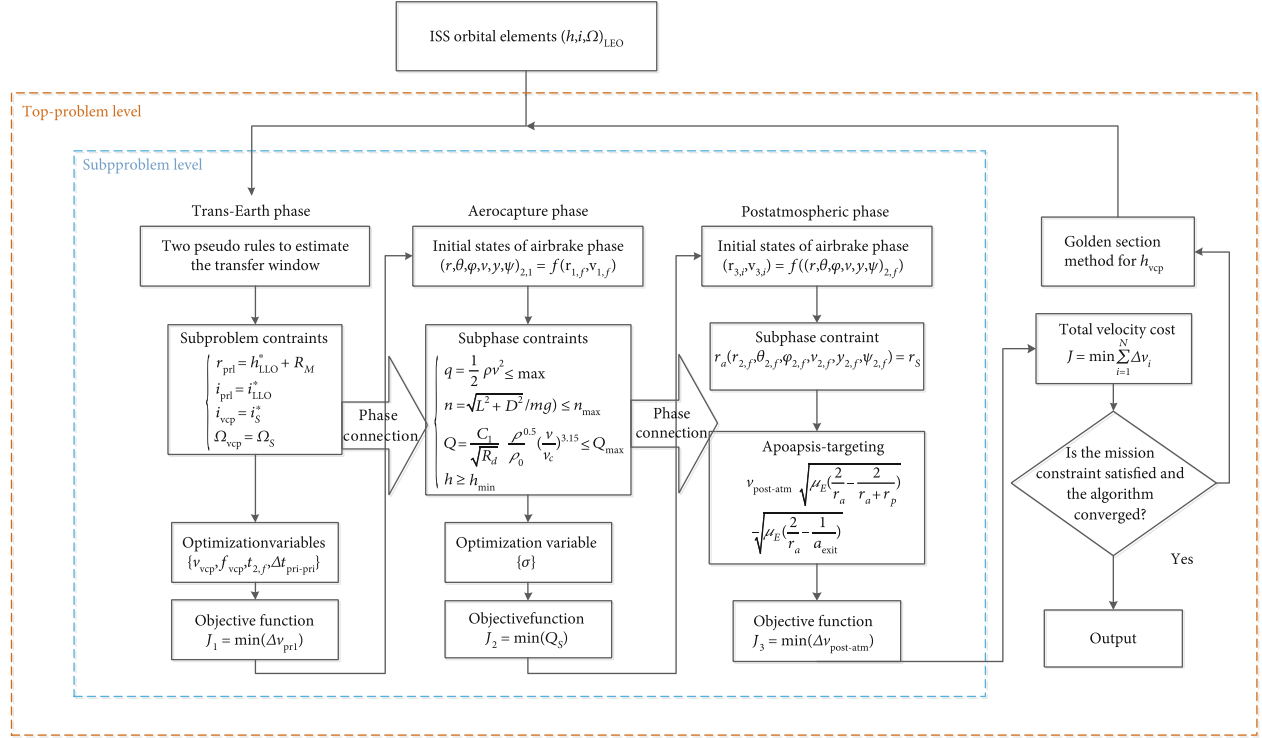 ISS orbital elements (h,i,Ω)_LEO
Top-problem level
Subpproblem level
Trans-Earth phase
Two pseudo rules to estimate
the transfer window
Subproblem contraints
r_prl = h*_LLO + R_M
i_prl = i*_LLO
i_vcp = i*_S
Ω_vcp = Ω_S
Optimizationvariables
{v_vcp, f_vcp, t_2,f, Δt_pri-pri}
Objective function
J_1 = min(Δv_pr1)
Phase
connection
Aerocapture phase
Initial states of airbrake phase
(r,θ,φ,v,y,ψ)_2,1 = f(r_1,f,v_1,f)
Subphase contraints
q = 1/2 ρv² ≤ max
n = √L² + D²/mg) ≤ n_max
Q = C_1/√R_d ρ/ρ_0^0.5 (v/v_c)^3.15 ≤ Q_max
h ≥ h_min
Optimization variable
{σ}
Objectivefunction
J_2 = min(Q_S)
Phase
connection
Postatmospheric phase
Initial states of airbrake phase
(r_3,i,v_3,i) = f((r,θ,φ,v,y,ψ)_2,f)
Subphase contraint
r_a(r_2,f,θ_2,f,φ_2,f,v_2,f,y_2,f,ψ_2,f) = r_S
Apoapsis-targeting
v_post-atm √μ_E(2/r_a − 2/(r_a + r_p))
−√μ_E(2/r_a − 1/a_exit)
Objective function
J_3 = min(Δv_post-atm)
Golden section
method for h_vcp
Total velocity cost
J = min Σ_{i=1}^{N} Δv_i
Is the mission
constraint satisfied and
the algorithm
converged?
Yes
Output